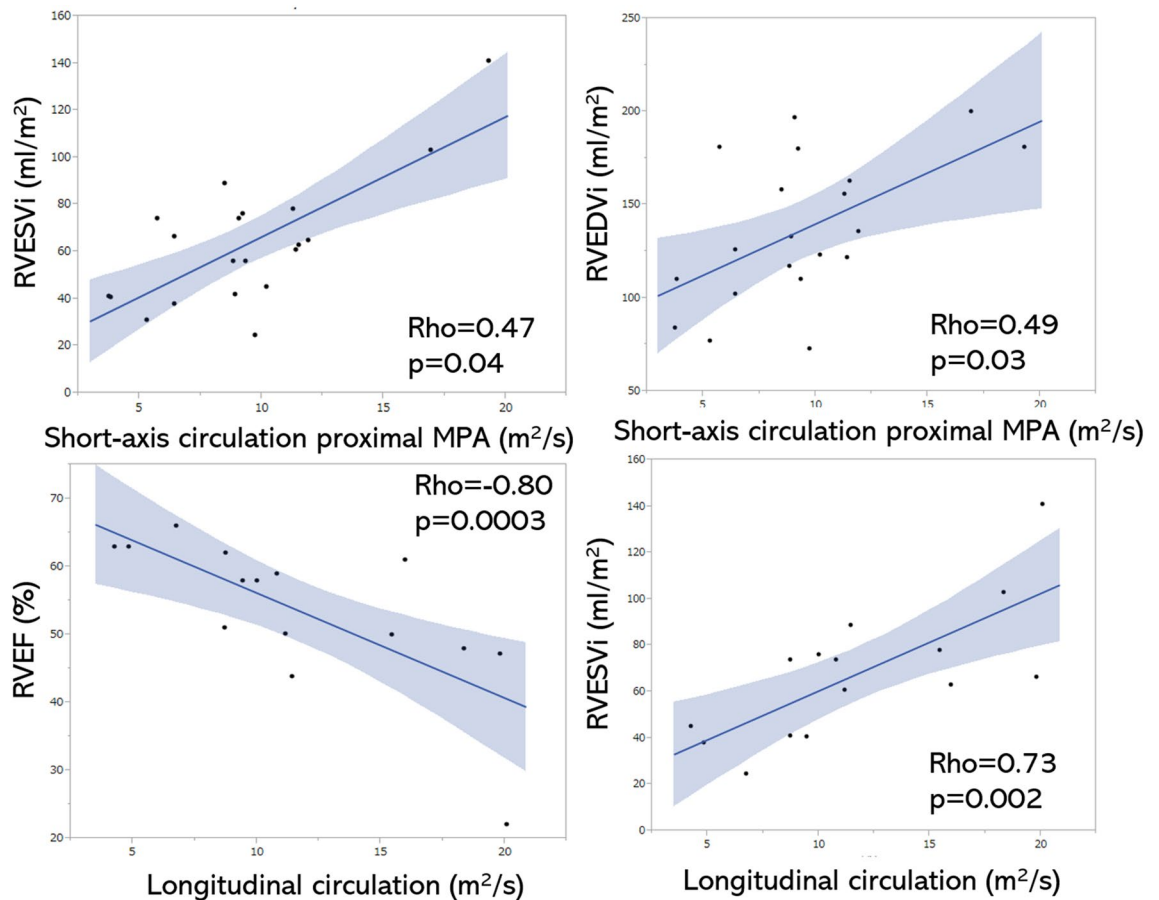 160
140
120
100
80
60
40
20
0
RVESVi (ml/m²)
Rho=0.47
p=0.04
5
10
15
20
Short-axis circulation proximal MPA (m²/s)
250
200
150
100
50
RVEDVi (ml/m²)
Rho=0.49
p=0.03
5
10
15
20
Short-axis circulation proximal MPA (m²/s)
70
60
50
40
30
20
RVEF (%)
Rho=-0.80
p=0.0003
5
10
15
20
Longitudinal circulation (m²/s)
160
140
120
100
80
60
40
20
0
RVESVi (ml/m²)
Rho=0.73
p=0.002
5
10
15
20
Longitudinal circulation (m²/s)